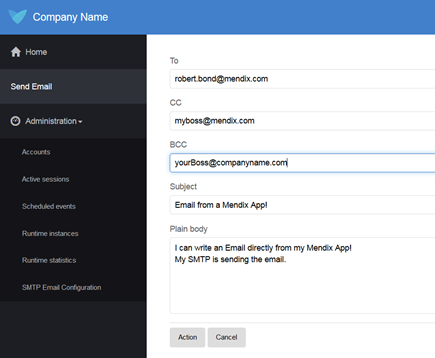 Company Name
Home
Send Email
Administration
Accounts
Active sessions
Scheduled events
Runtime instances
Runtime statistics
SMTP Email Configuration
To
robert.bond@mendix.com
CC
myboss@mendix.com
BCC
yourBoss@companyname.com
Subject
Email from a Mendix App!
Plain body
I can write an Email directly from my Mendix App!
My SMTP is sending the email.
Action Cancel